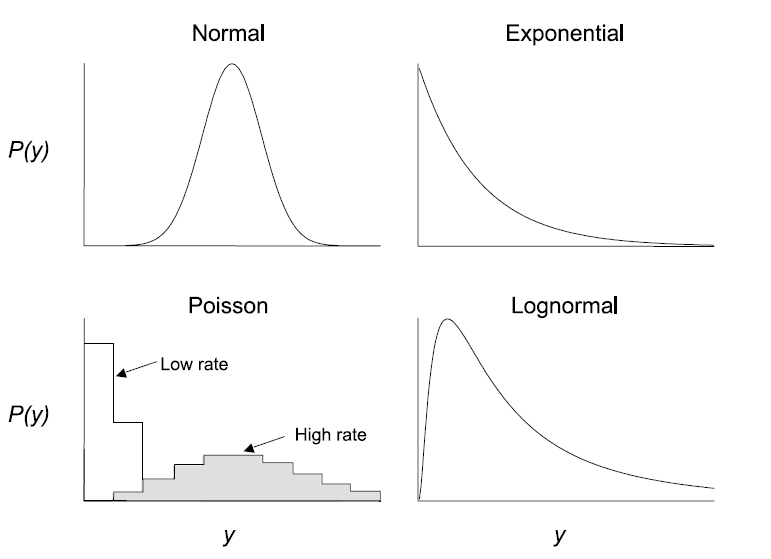 Normal
Exponential
P(y)
Poisson
Lognormal
Low rate
P(y)
High rate
y
y